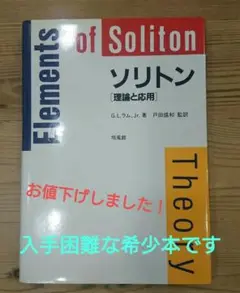 Elements of Soliton Theory
ソリトン
[理論と応用]
G.L.ラム,Jr.著 戸田盛和 監訳
培風館
お値下げしました！
入手困難な希少本です